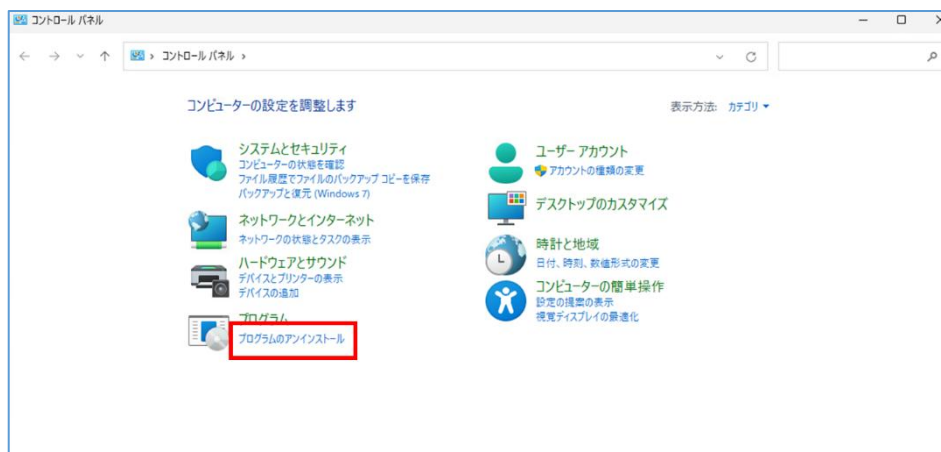 コントロール パネル
コントロール パネル
コンピューターの設定を調整します
表示方法: カテゴリ
システムとセキュリティ
コンピューターの状態を確認
ファイル履歴でファイルのバックアップ コピーを保存
バックアップと復元 (Windows 7)
ネットワークとインターネット
ネットワークの状態とタスクの表示
ハードウェアとサウンド
デバイスとプリンターの表示
デバイスの追加
プログラム
プログラムのアンインストール
ユーザー アカウント
アカウントの種類の変更
デスクトップのカスタマイズ
時計と地域
日付、時刻、数値形式の変更
コンピューターの簡単操作
設定の提案の表示
視覚ディスプレイの最適化